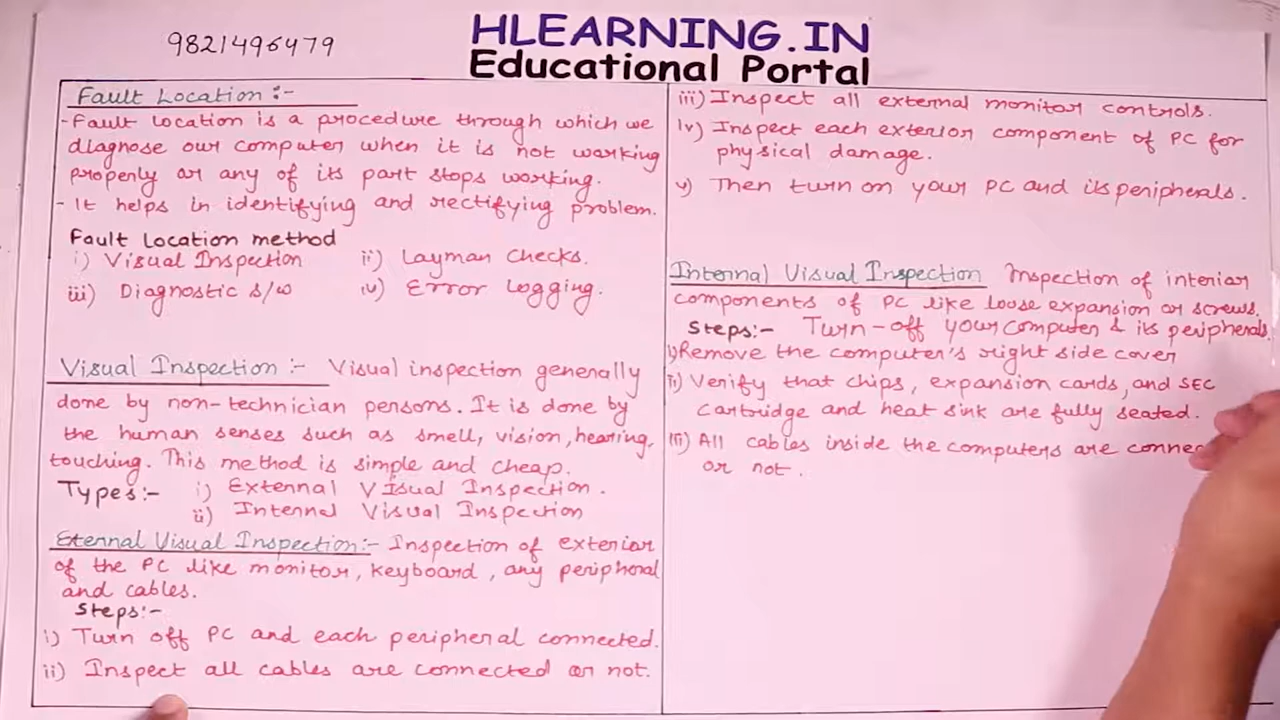 9821496479
HLEARNING.IN
Educational Portal
Fault Location :-
- Fault location is a procedure through which we
diagnose our computer when it is not working
properly or any of its part stops working.
- It helps in identifying and rectifying problem.
Fault Location method
i) Visual Inspection
ii) Layman Checks.
iii) Diagnostic s/w
iv) Error Logging.
Visual Inspection :- Visual inspection generally
done by non-technician persons. It is done by
the human senses such as smell, vision, hearing,
touching. This method is simple and cheap.
Types:- i) External Visual Inspection.
ii) Internal Visual Inspection
Eternal Visual Inspection:- Inspection of exterior
of the PC like monitor, keyboard, any peripheral
and cables.
Steps:-
i) Turn off PC and each peripheral connected.
ii) Inspect all cables are connected or not.
iii) Inspect all external monitor controls.
iv) Inspect each exterior component of PC for
physical damage.
v) Then turn on your PC and its peripherals.
Internal Visual Inspection Inspection of interior
components of PC like loose expansion or screws.
Steps:- Turn-off your computer & its peripherals
i) Remove the computer's right side cover
ii) Verify that chips, expansion cards, and SEC
Cartridge and heat sink are fully seated.
iii) All cables inside the computers are connec
or not.